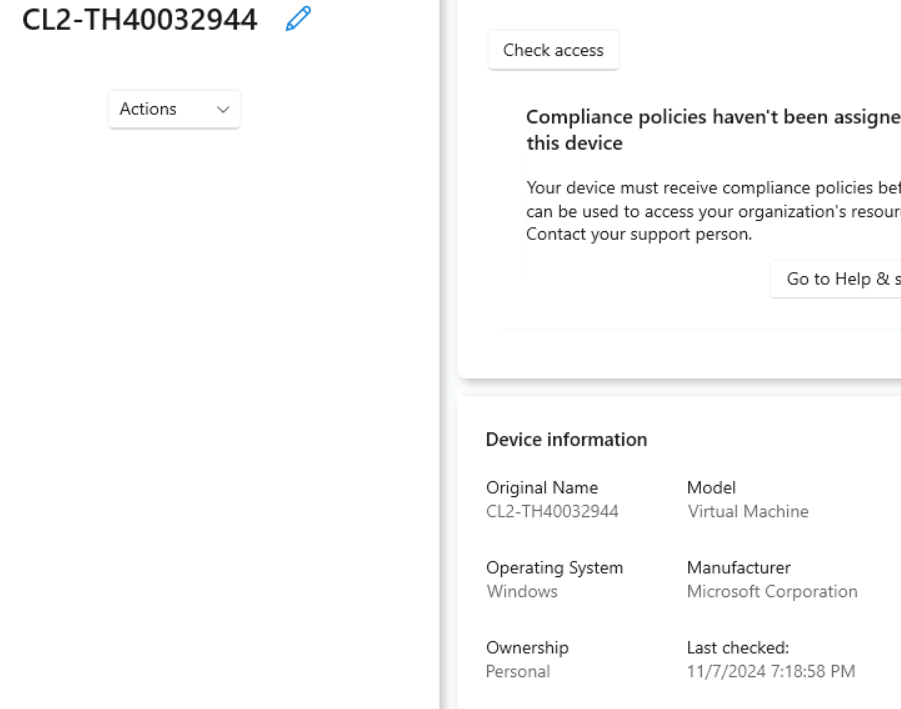 CL2-TH40032944
Actions
Check access
Compliance policies haven't been assigne
this device
Your device must receive compliance policies bef
can be used to access your organization's resour
Contact your support person.
Go to Help & s
Device information
Original Name
CL2-TH40032944
Model
Virtual Machine
Operating System
Windows
Manufacturer
Microsoft Corporation
Ownership
Personal
Last checked:
11/7/2024 7:18:58 PM